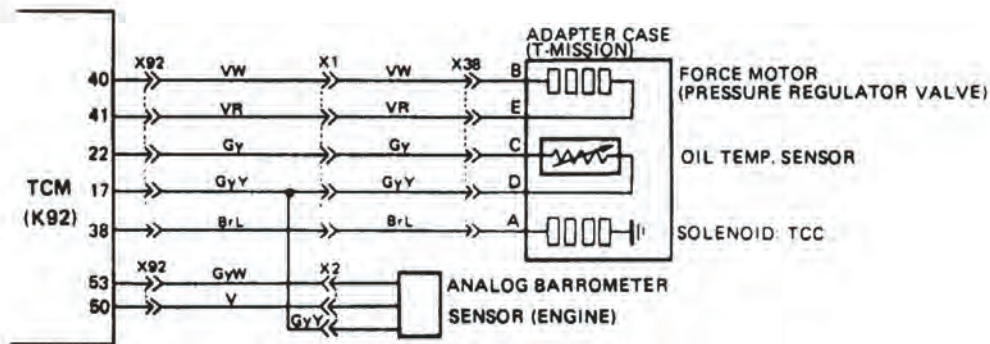 ADAPTER CASE
(T-MISSION)
X92 X1 X38
40 VW VW B
FORCE MOTOR
(PRESSURE REGULATOR VALVE)
41 VR VR E
22 Gy Gy C
OIL TEMP. SENSOR
TCM
(K92)
17 GyY GyY D
38 BrL BrL A
SOLENOID: TCC
X92 X2
53 GyW
ANALOG BARROMETER
SENSOR (ENGINE)
50 V
GyY